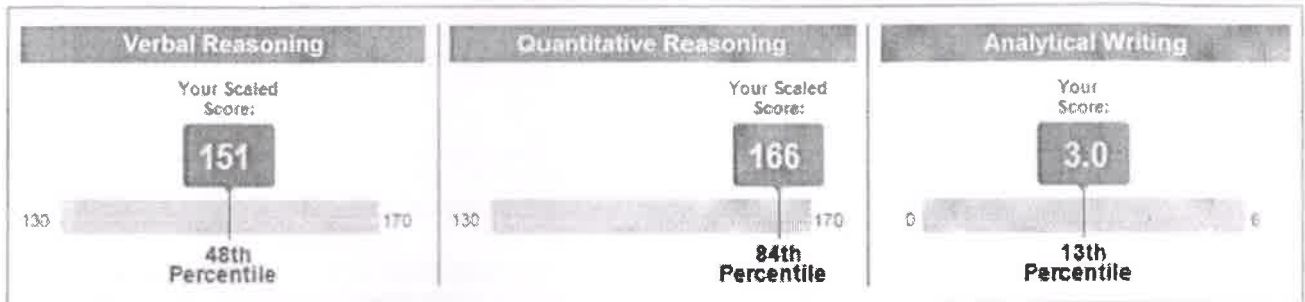 Verbal Reasoning
Your Scaled
Score:
151
130
170
48th
Percentile
Quantitative Reasoning
Your Scaled
Score:
166
130
170
84th
Percentile
Analytical Writing
Your
Score:
3.0
0
6
13th
Percentile